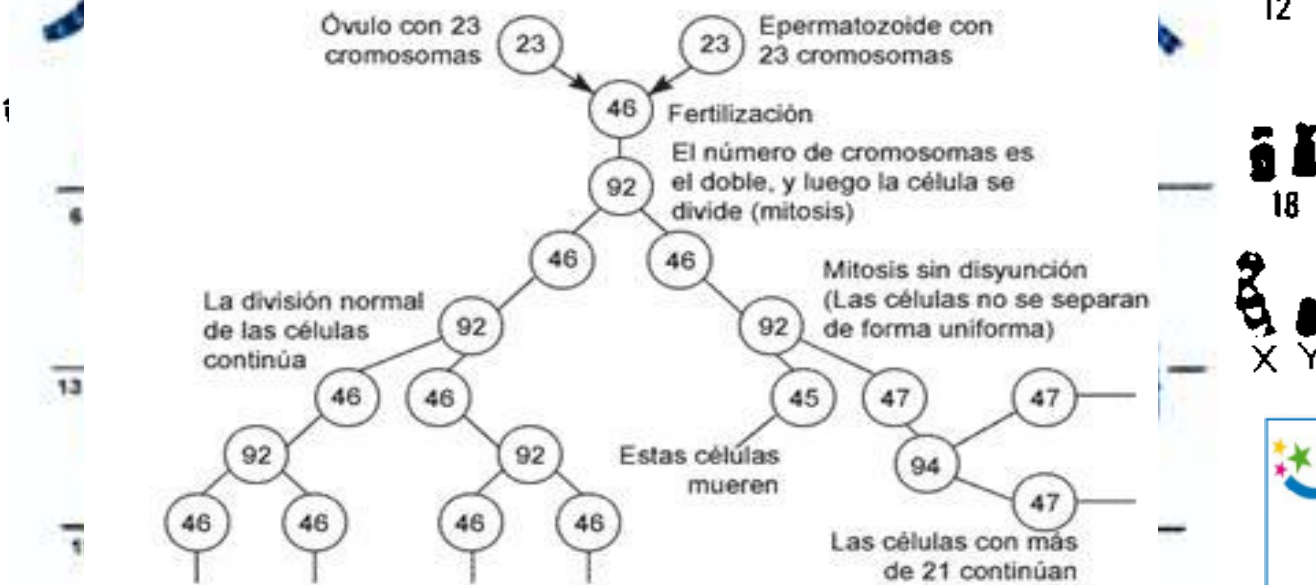 Óvulo con 23
cromosomas
23
23
Epermatozoide con
23 cromosomas
46
Fertilización
92
El número de cromosomas es
el doble, y luego la célula se
divide (mitosis)
46
46
La división normal
de las células
continúa
92
92
Mitosis sin disyunción
(Las células no se separan
de forma uniforma)
46
46
45
47
47
92
92
Estas células
mueren
94
46
46
46
46
47
Las células con más
de 21 continúan
6
13
12
18
X Y